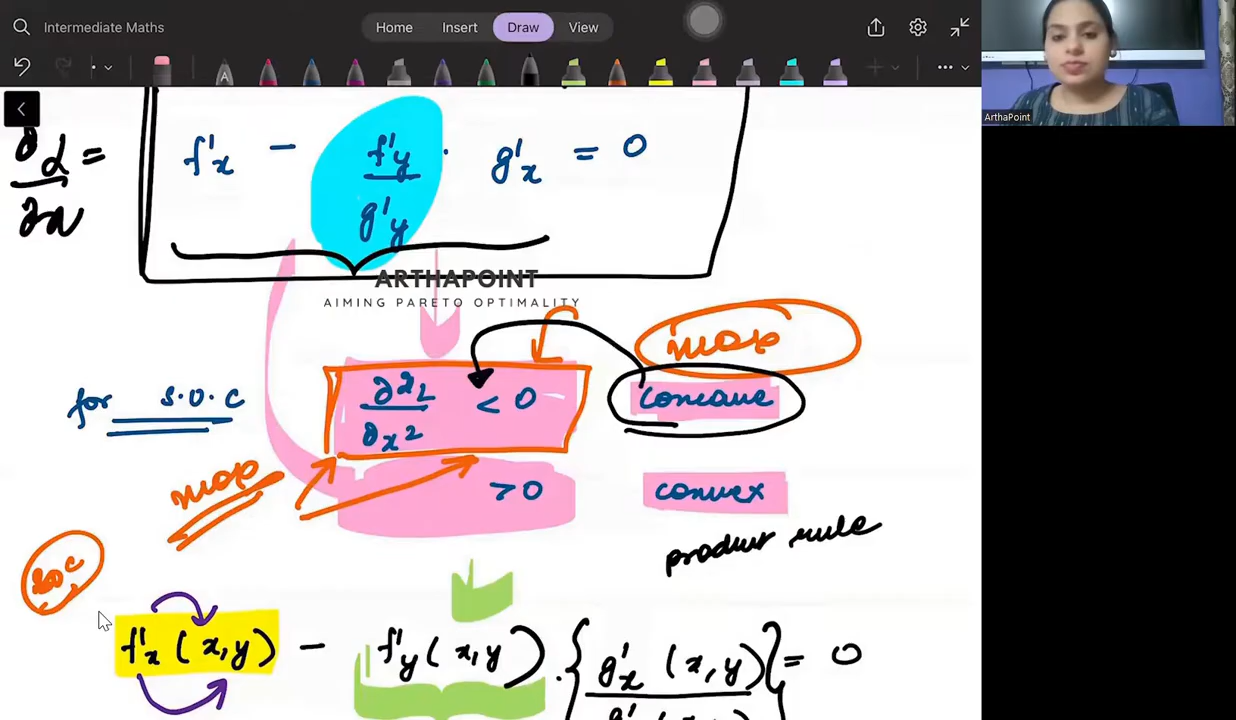 Intermediate Maths
Home Insert Draw View
ArthaPoint
∂L/∂x =
f'x − f'y/g'y · g'x = 0
ARTHAPOINT
AIMING PARETO OPTIMALITY
max
for S.O.C
∂²L/∂x² < 0
concave
max
> 0
convex
product rule
SOC
f'x (x,y) − f'y (x,y) . { g'x (x,y) } = 0